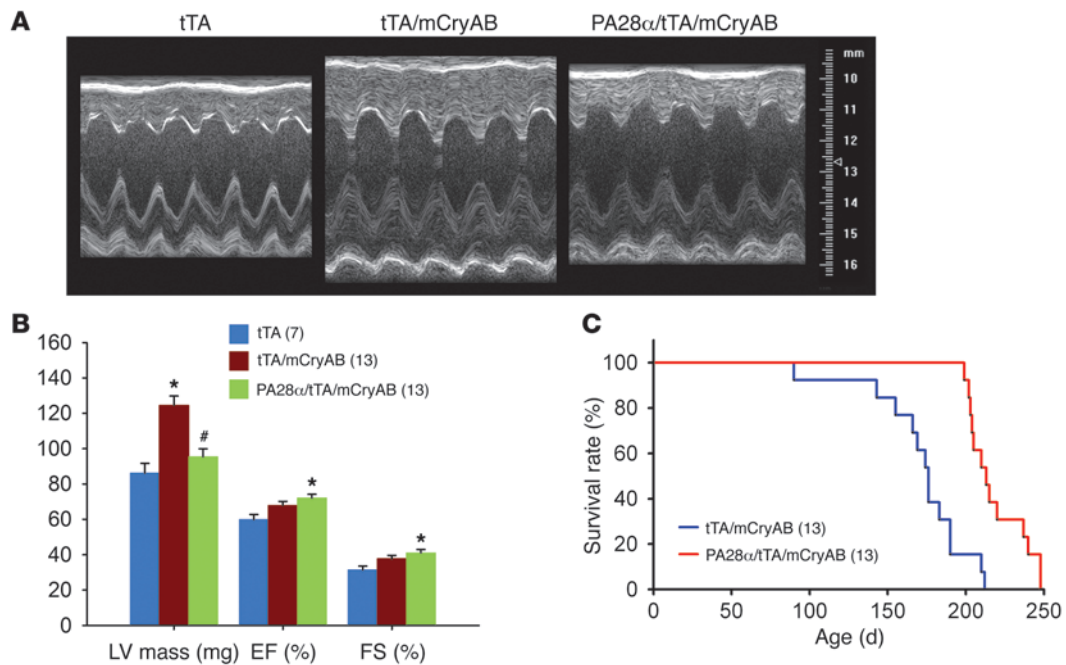 A
tTA
tTA/mCryAB
PA28α/tTA/mCryAB
mm
10
11
12
13
14
15
16
B
160
140
120
100
80
60
40
20
0
tTA (7)
tTA/mCryAB (13)
PA28α/tTA/mCryAB (13)
*
#
*
*
LV mass (mg)
EF (%)
FS (%)
C
Survival rate (%)
100
80
60
40
20
0
tTA/mCryAB (13)
PA28α/tTA/mCryAB (13)
0
50
100
150
200
250
Age (d)